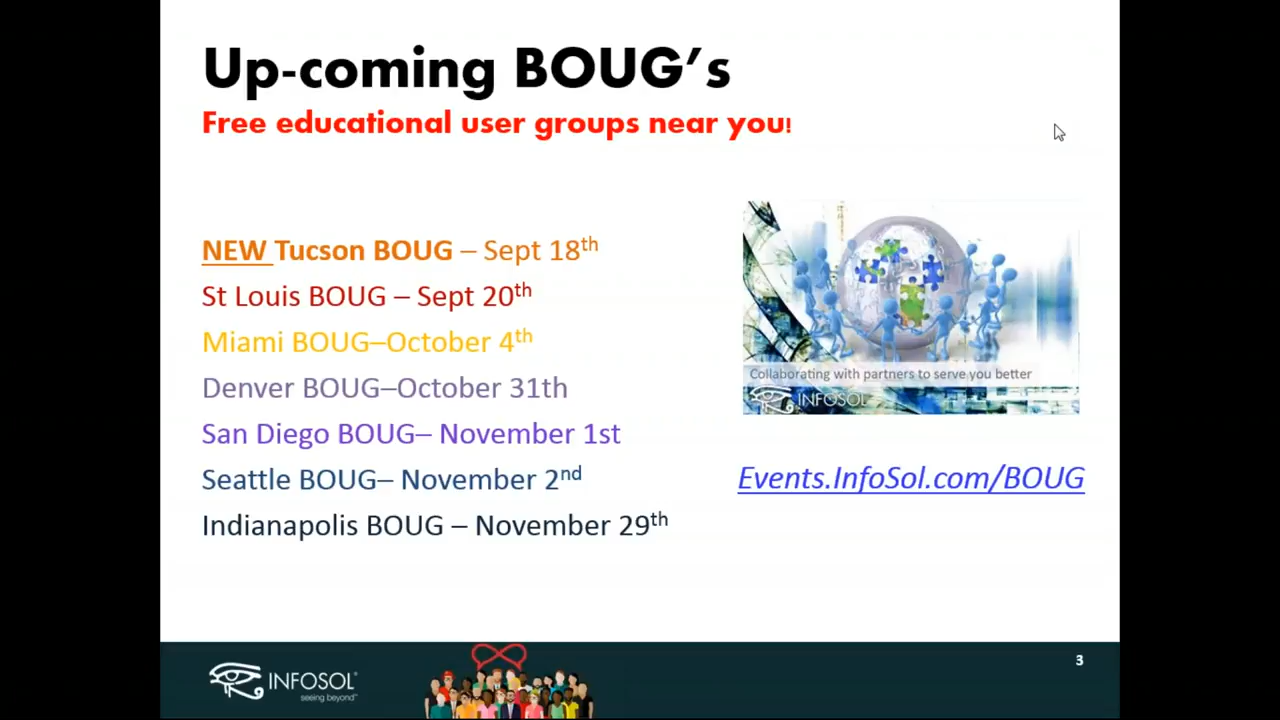 Up-coming BOUG's
Free educational user groups near you!
NEW Tucson BOUG – Sept 18th
St Louis BOUG – Sept 20th
Miami BOUG–October 4th
Denver BOUG–October 31th
San Diego BOUG– November 1st
Seattle BOUG– November 2nd
Indianapolis BOUG – November 29th
Collaborating with partners to serve you better
INFOSOL
Events.InfoSol.com/BOUG
INFOSOL®
seeing beyond™
3